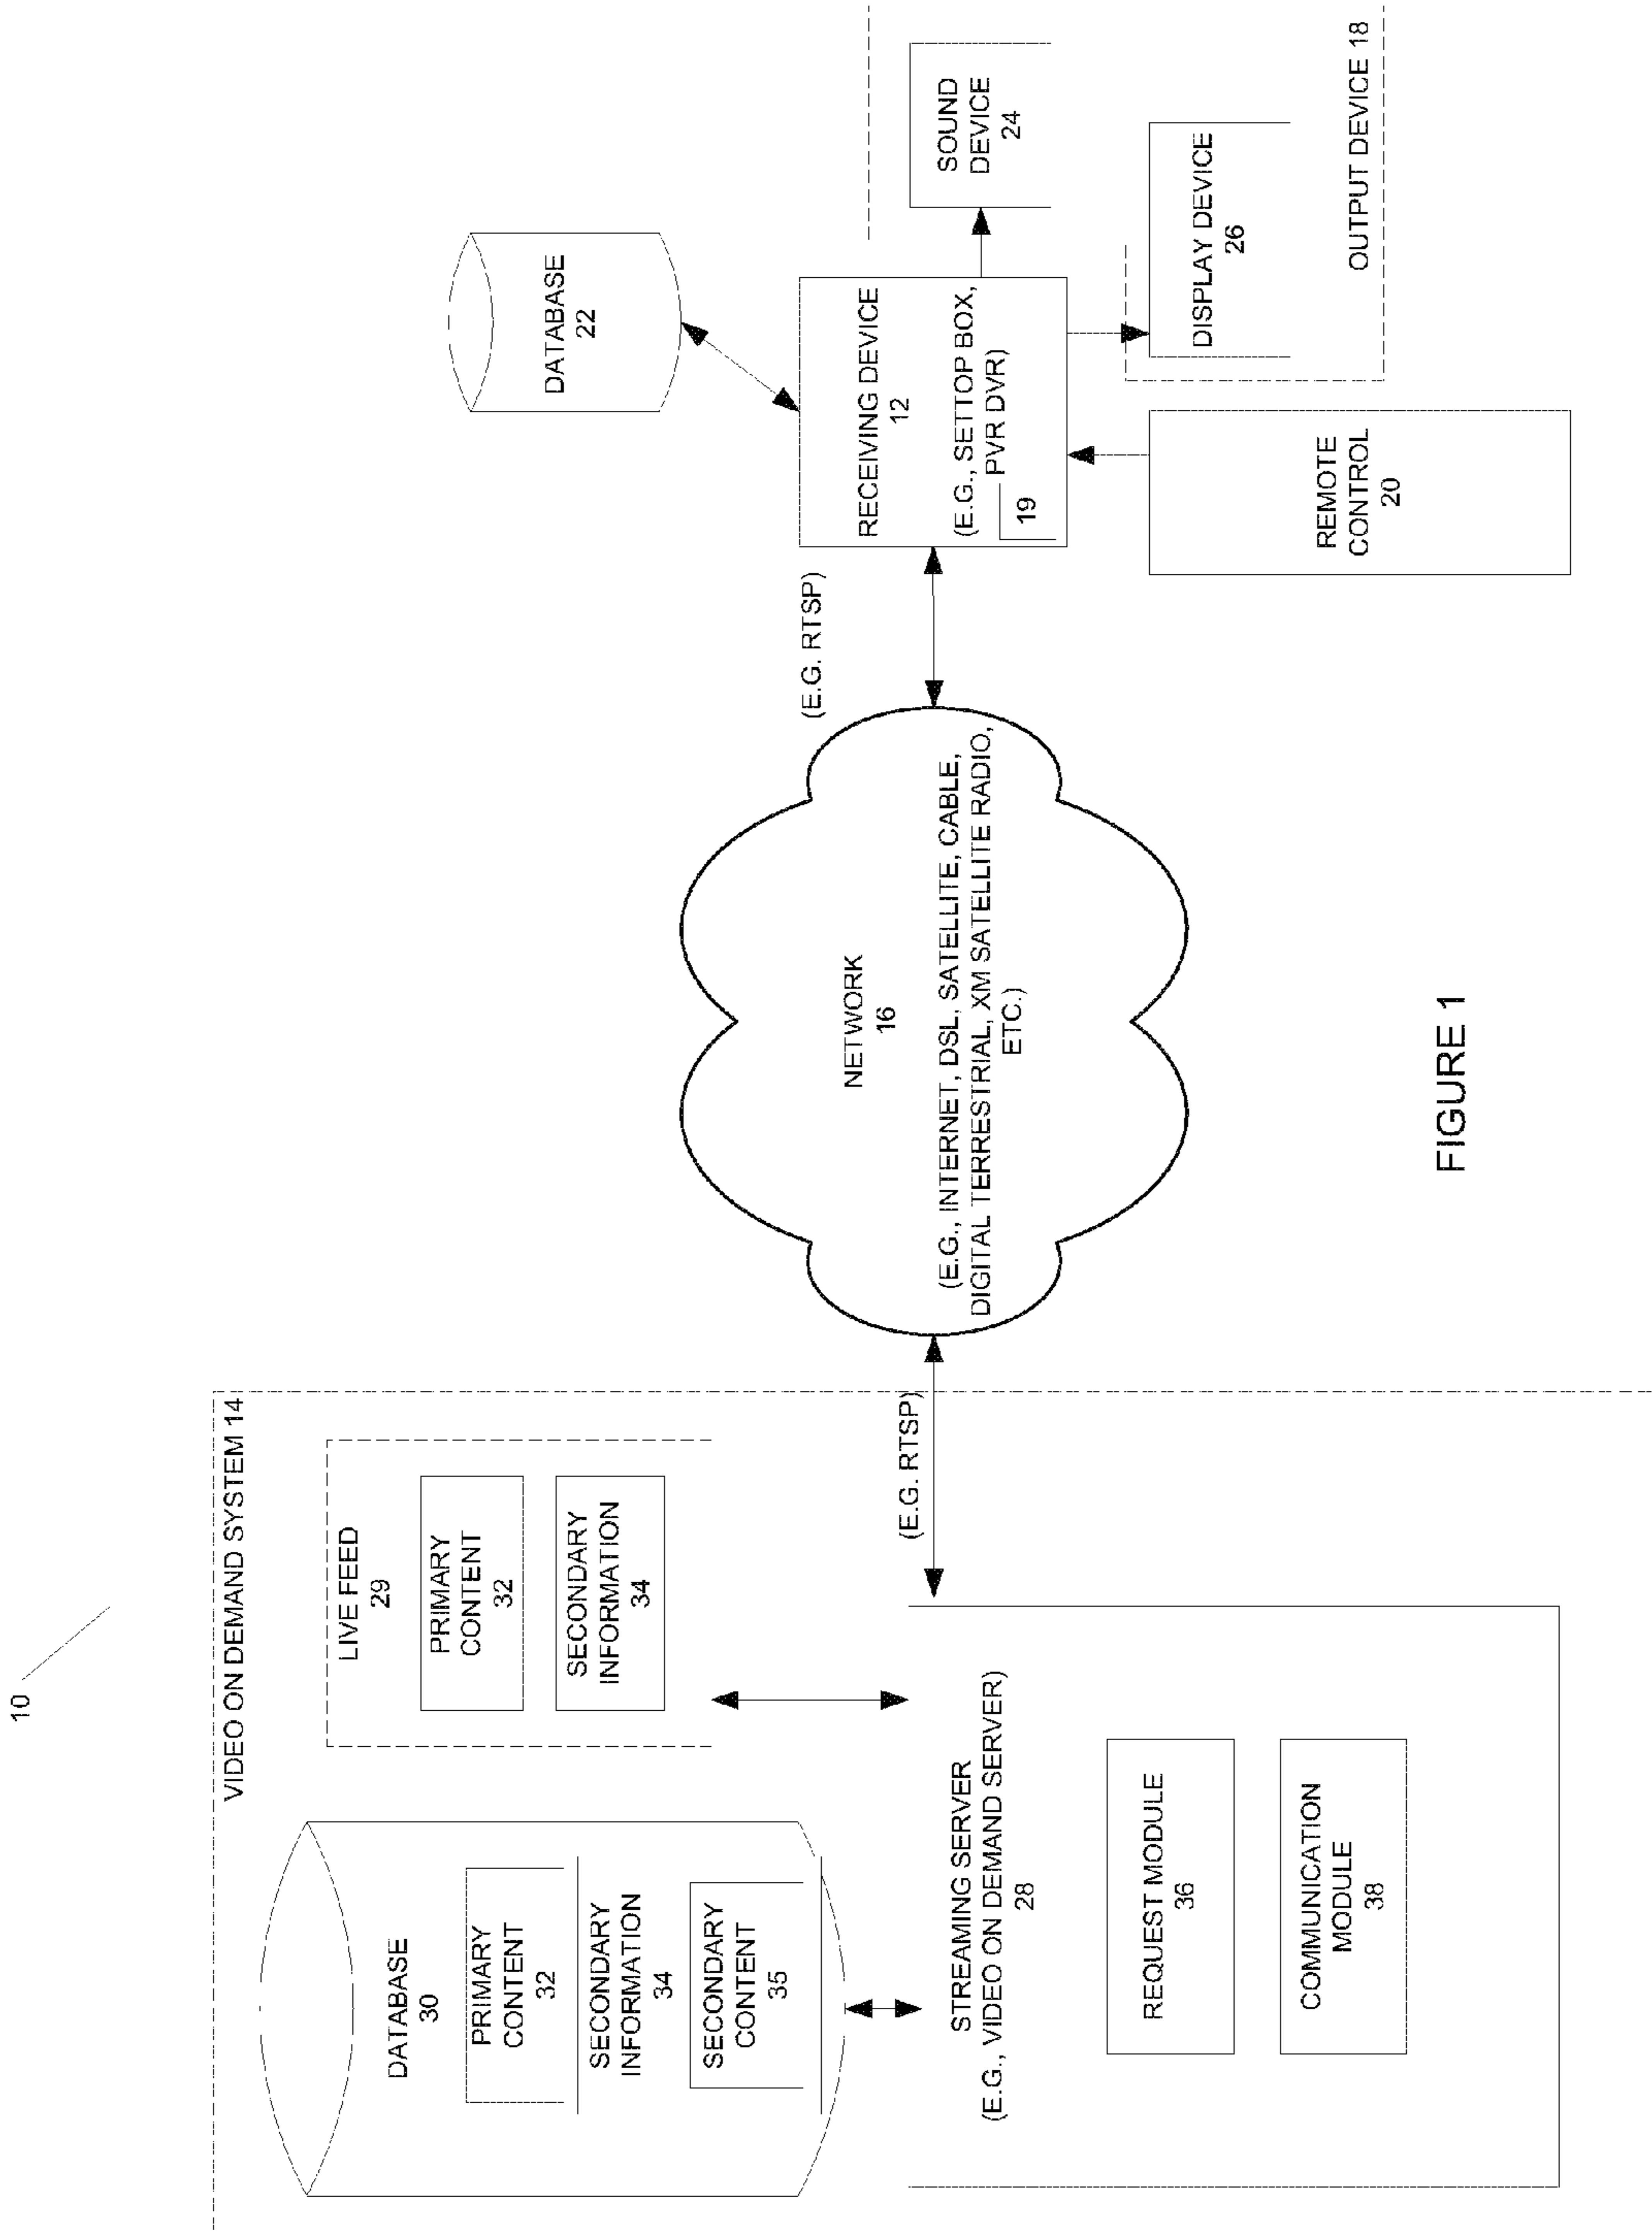 10
VIDEO ON DEMAND SYSTEM 14
DATABASE
30
PRIMARY
CONTENT
32
SECONDARY
INFORMATION
34
SECONDARY
CONTENT
35
LIVE FEED
29
PRIMARY
CONTENT
32
SECONDARY
INFORMATION
34
STREAMING SERVER
(E.G., VIDEO ON DEMAND SERVER)
28
REQUEST MODULE
36
COMMUNICATION
MODULE
38
(E.G. RTSP)
NETWORK
16
(E.G., INTERNET, DSL, SATELLITE, CABLE,
DIGITAL TERRESTRIAL, XM SATELLITE RADIO,
ETC.)
(E.G. RTSP)
DATABASE
22
RECEIVING DEVICE
12
(E.G., SETTOP BOX,
PVR DVR)
19
SOUND
DEVICE
24
DISPLAY DEVICE
26
OUTPUT DEVICE 18
REMOTE
CONTROL
20
FIGURE 1